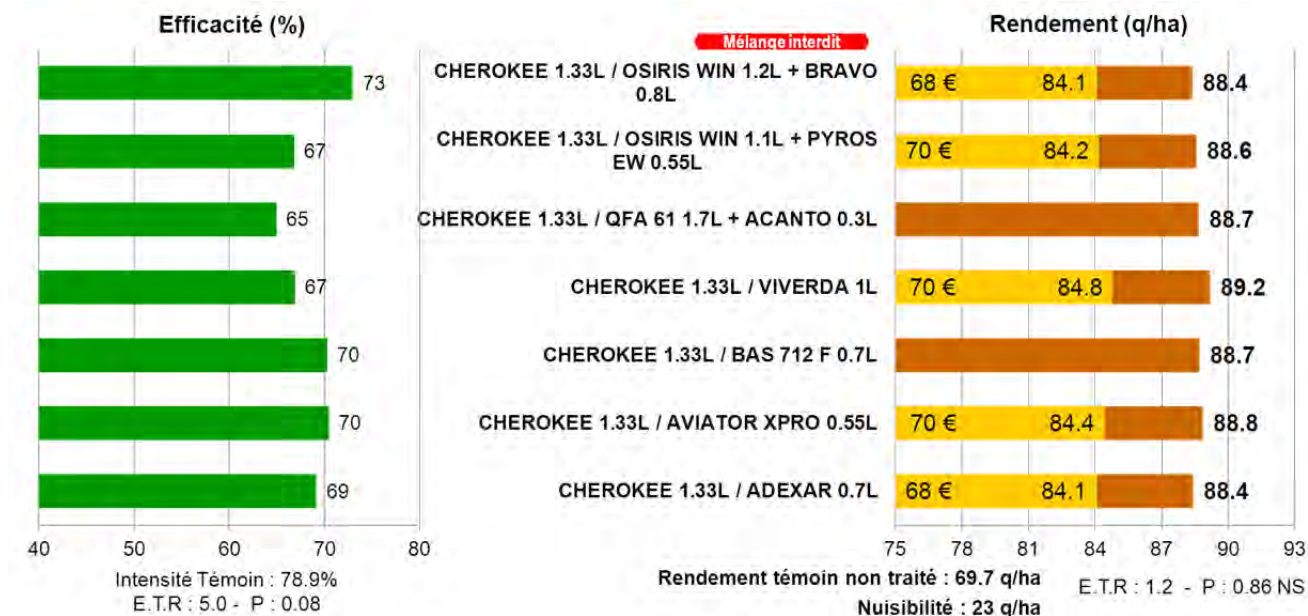 Efficacité (%)
Rendement (q/ha)
Mélange interdit
73
CHEROKEE 1.33L / OSIRIS WIN 1.2L + BRAVO
0.8L
68 €
84.1
88.4
67
CHEROKEE 1.33L / OSIRIS WIN 1.1L + PYROS
EW 0.55L
70 €
84.2
88.6
65
CHEROKEE 1.33L / QFA 61 1.7L + ACANTO 0.3L
88.7
67
CHEROKEE 1.33L / VIVERDA 1L
70 €
84.8
89.2
70
CHEROKEE 1.33L / BAS 712 F 0.7L
88.7
70
CHEROKEE 1.33L / AVIATOR XPRO 0.55L
70 €
84.4
88.8
69
CHEROKEE 1.33L / ADEXAR 0.7L
68 €
84.1
88.4
40 50 60 70 80
75 78 81 84 87 90 93
Intensité Témoin : 78.9%
E.T.R : 5.0 - P : 0.08
Rendement témoin non traité : 69.7 q/ha
Nuisibilité : 23 q/ha
E.T.R : 1.2 - P : 0.86 NS